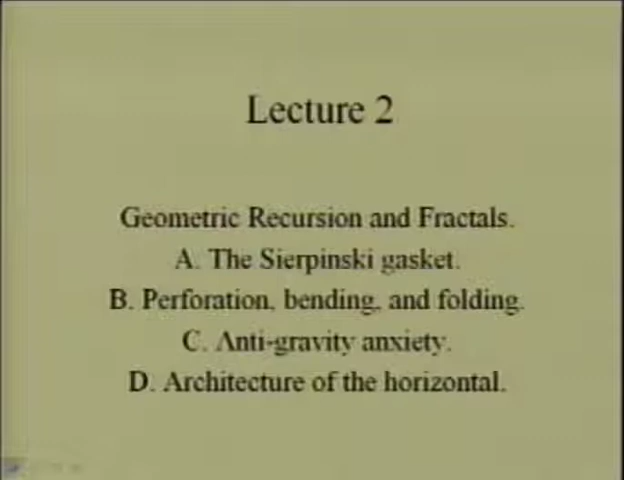 Lecture 2
Geometric Recursion and Fractals.
A. The Sierpinski gasket.
B. Perforation, bending, and folding.
C. Anti-gravity anxiety.
D. Architecture of the horizontal.